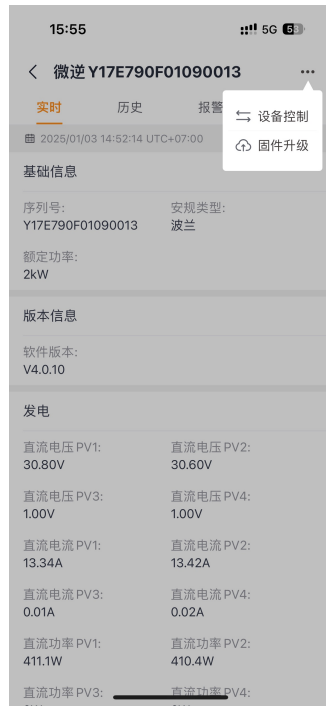 15:55
5G 53
微逆 Y17E790F01090013
实时 历史 报警
设备控制
固件升级
2025/01/03 14:52:14 UTC+07:00
基础信息
序列号: 安规类型:
Y17E790F01090013 波兰
额定功率:
2kW
版本信息
软件版本:
V4.0.10
发电
直流电压 PV1: 直流电压 PV2:
30.80V 30.60V
直流电压 PV3: 直流电压 PV4:
1.00V 1.00V
直流电流 PV1: 直流电流 PV2:
13.34A 13.42A
直流电流 PV3: 直流电流 PV4:
0.01A 0.02A
直流功率 PV1: 直流功率 PV2:
411.1W 410.4W
直流功率 PV3: 直流功率 PV4: